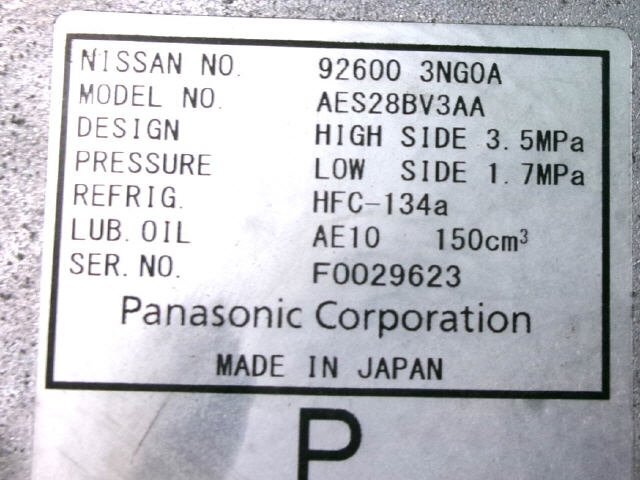 NISSAN NO. 92600 3NG0A
MODEL NO. AES28BV3AA
DESIGN HIGH SIDE 3.5MPa
PRESSURE LOW SIDE 1.7MPa
REFRIG. HFC-134a
LUB.OIL AE10 150cm³
SER.NO. F0029623
Panasonic Corporation
MADE IN JAPAN
P